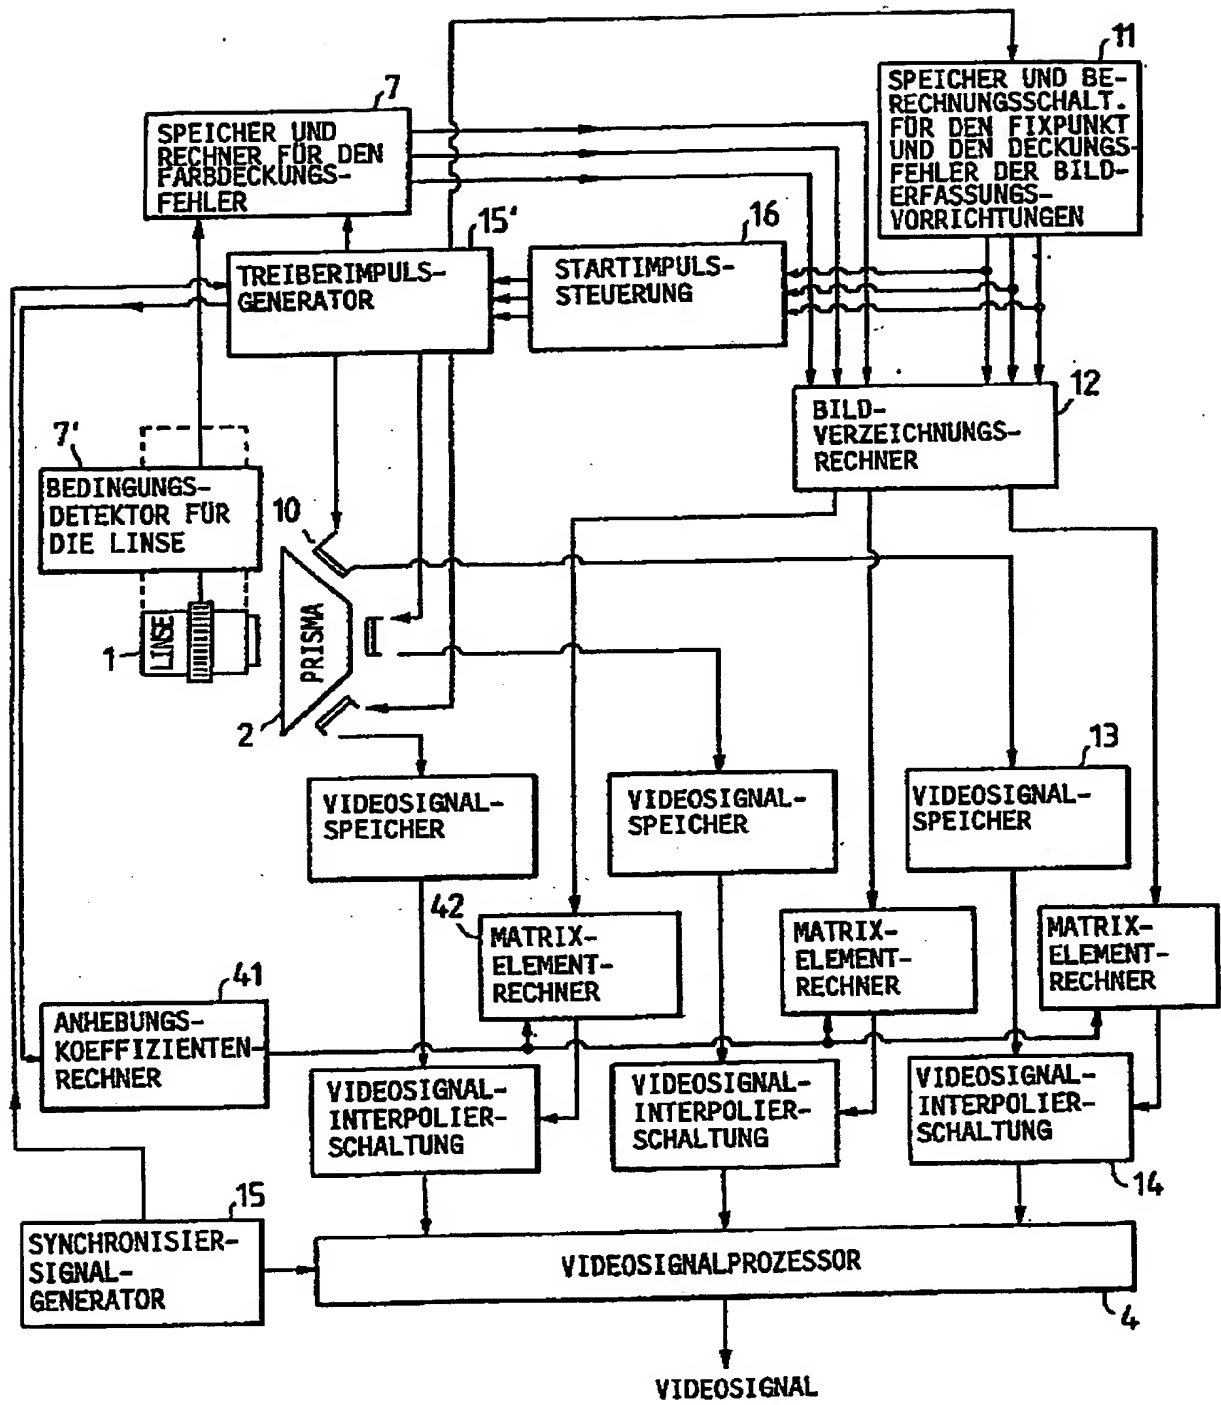 11
SPEICHER UND BE-
RECHNUNGSSCHALT.
FÜR DEN FIXPUNKT
UND DEN DECKUNGS-
FEHLER DER BILD-
ERFASSUNGS-
VORRICHTUNGEN
7
SPEICHER UND
RECHNER FÜR DEN
FARBDECKUNGS-
FEHLER
15'
TREIBERIMPULS-
GENERATOR
16
STARTIMPULS-
STEUERUNG
12
BILD-
VERZEICHNUNGS-
RECHNER
7'
BEDINGUNGS-
DETEKTOR FÜR
DIE LINSE
10
1
LINSE
PRISMA
2
VIDEOSIGNAL-
SPEICHER
VIDEOSIGNAL-
SPEICHER
13
VIDEOSIGNAL-
SPEICHER
42
MATRIX-
ELEMENT-
RECHNER
MATRIX-
ELEMENT-
RECHNER
MATRIX-
ELEMENT-
RECHNER
41
ANHEBUNGS-
KOEFFIZIENTEN-
RECHNER
VIDEOSIGNAL-
INTERPOLIER-
SCHALTUNG
VIDEOSIGNAL-
INTERPOLIER-
SCHALTUNG
VIDEOSIGNAL-
INTERPOLIER-
SCHALTUNG
14
15
SYNCHRONISIER-
SIGNAL-
GENERATOR
VIDEOSIGNALPROZESSOR
4
VIDEOSIGNAL